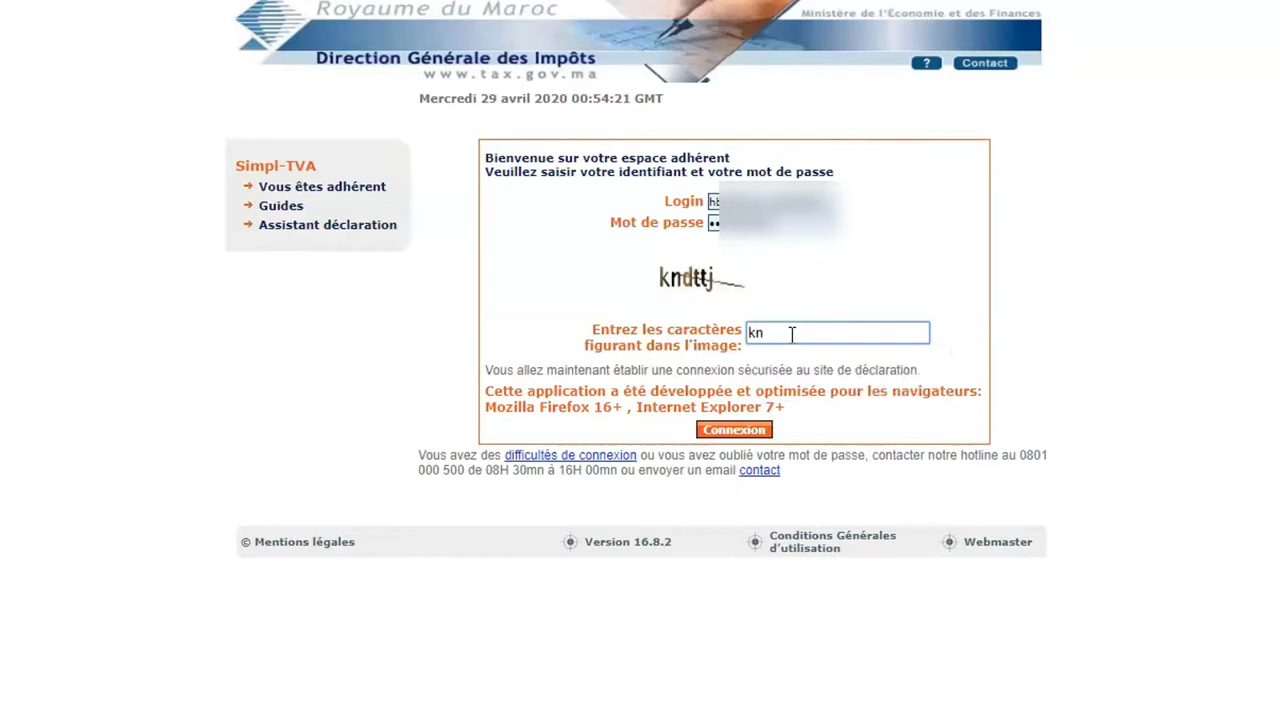 Royaume du Maroc
Ministère de l'Économie et des Finances
Direction Générale des Impôts
www.tax.gov.ma
?
Contact
Mercredi 29 avril 2020 00:54:21 GMT
Simpl-TVA
Vous êtes adhérent
Guides
Assistant déclaration
Bienvenue sur votre espace adhérent
Veuillez saisir votre identifiant et votre mot de passe
Login
Mot de passe
kndttj
Entrez les caractères kn
figurant dans l'image:
Vous allez maintenant établir une connexion sécurisée au site de déclaration.
Cette application a été développée et optimisée pour les navigateurs:
Mozilla Firefox 16+ , Internet Explorer 7+
Connexion
Vous avez des difficultés de connexion ou vous avez oublié votre mot de passe, contacter notre hotline au 0801
000 500 de 08H 30mn à 16H 00mn ou envoyer un email contact
© Mentions légales
Version 16.8.2
Conditions Générales
d'utilisation
Webmaster